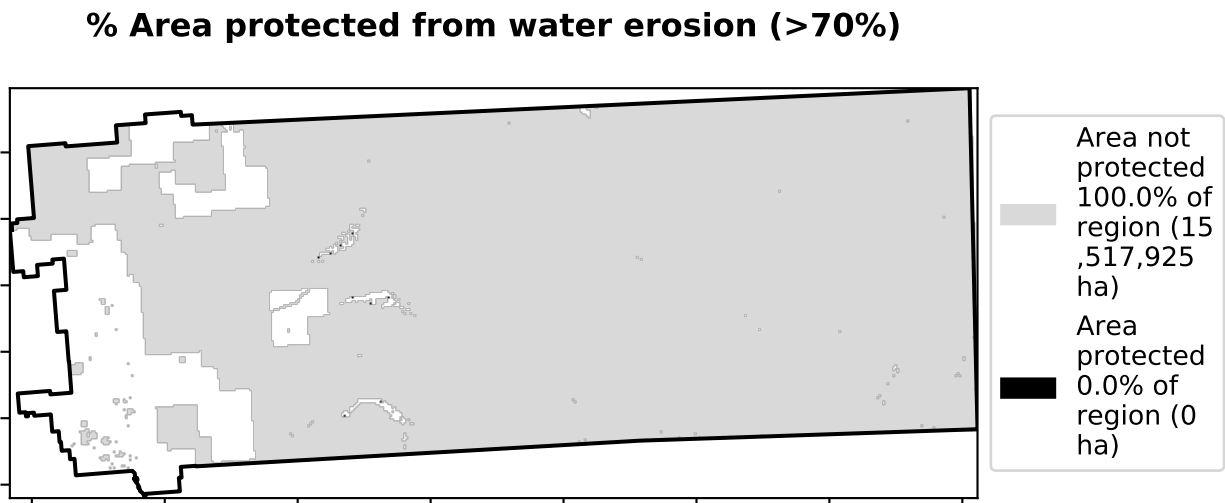 % Area protected from water erosion (>70%)
Area not
protected
100.0% of
region (15
,517,925
ha)
Area
protected
0.0% of
region (0
ha)